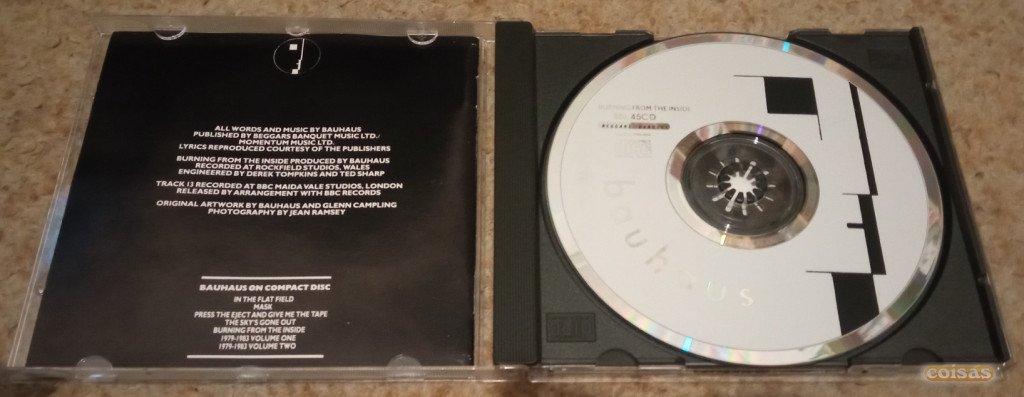 ALL WORDS AND MUSIC BY BAUHAUS
PUBLISHED BY BEGGARS BANQUET MUSIC LTD./
MOMENTUM MUSIC LTD.
LYRICS REPRODUCED COURTESY OF THE PUBLISHERS
BURNING FROM THE INSIDE PRODUCED BY BAUHAUS
RECORDED AT ROCKFIELD STUDIOS, WALES
ENGINEERED BY DEREK TOMPKINS AND TED SHARP
TRACK 13 RECORDED AT BBC MAIDA VALE STUDIOS, LONDON
RELEASED BY ARRANGEMENT WITH BBC RECORDS
ORIGINAL ARTWORK BY BAUHAUS AND GLENN CAMPLING
PHOTOGRAPHY BY JEAN RAMSEY
BAUHAUS ON COMPACT DISC
IN THE FLAT FIELD
MASK
PRESS THE EJECT AND GIVE ME THE TAPE
THE SKY'S GONE OUT
BURNING FROM THE INSIDE
1979-1983 VOLUME ONE
1979-1983 VOLUME TWO
BURNING FROM THE INSIDE
45CD
BEGGARS BANQUET
bauhaus
coisas